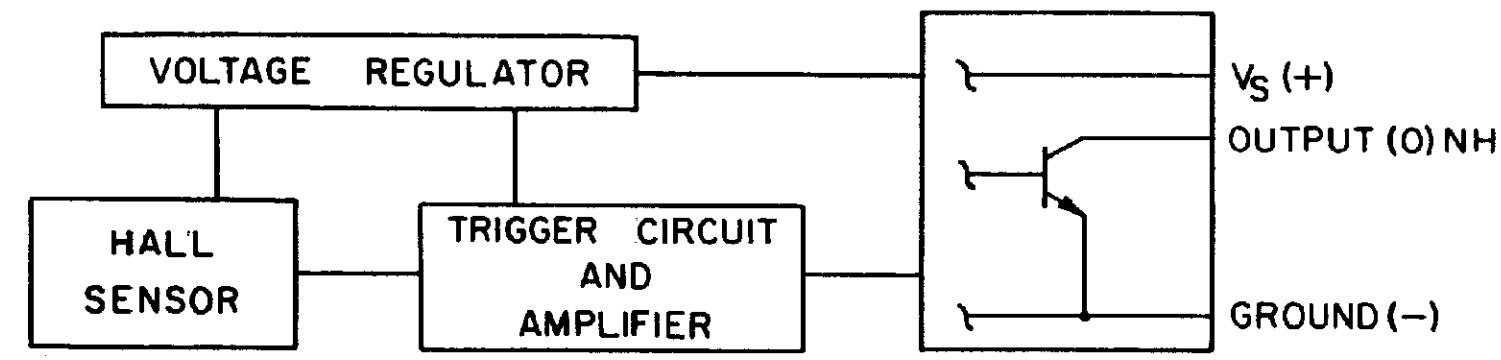 VOLTAGE REGULATOR
HALL
SENSOR
TRIGGER CIRCUIT
AND
AMPLIFIER
VS (+)
OUTPUT (O) NH
GROUND (−)